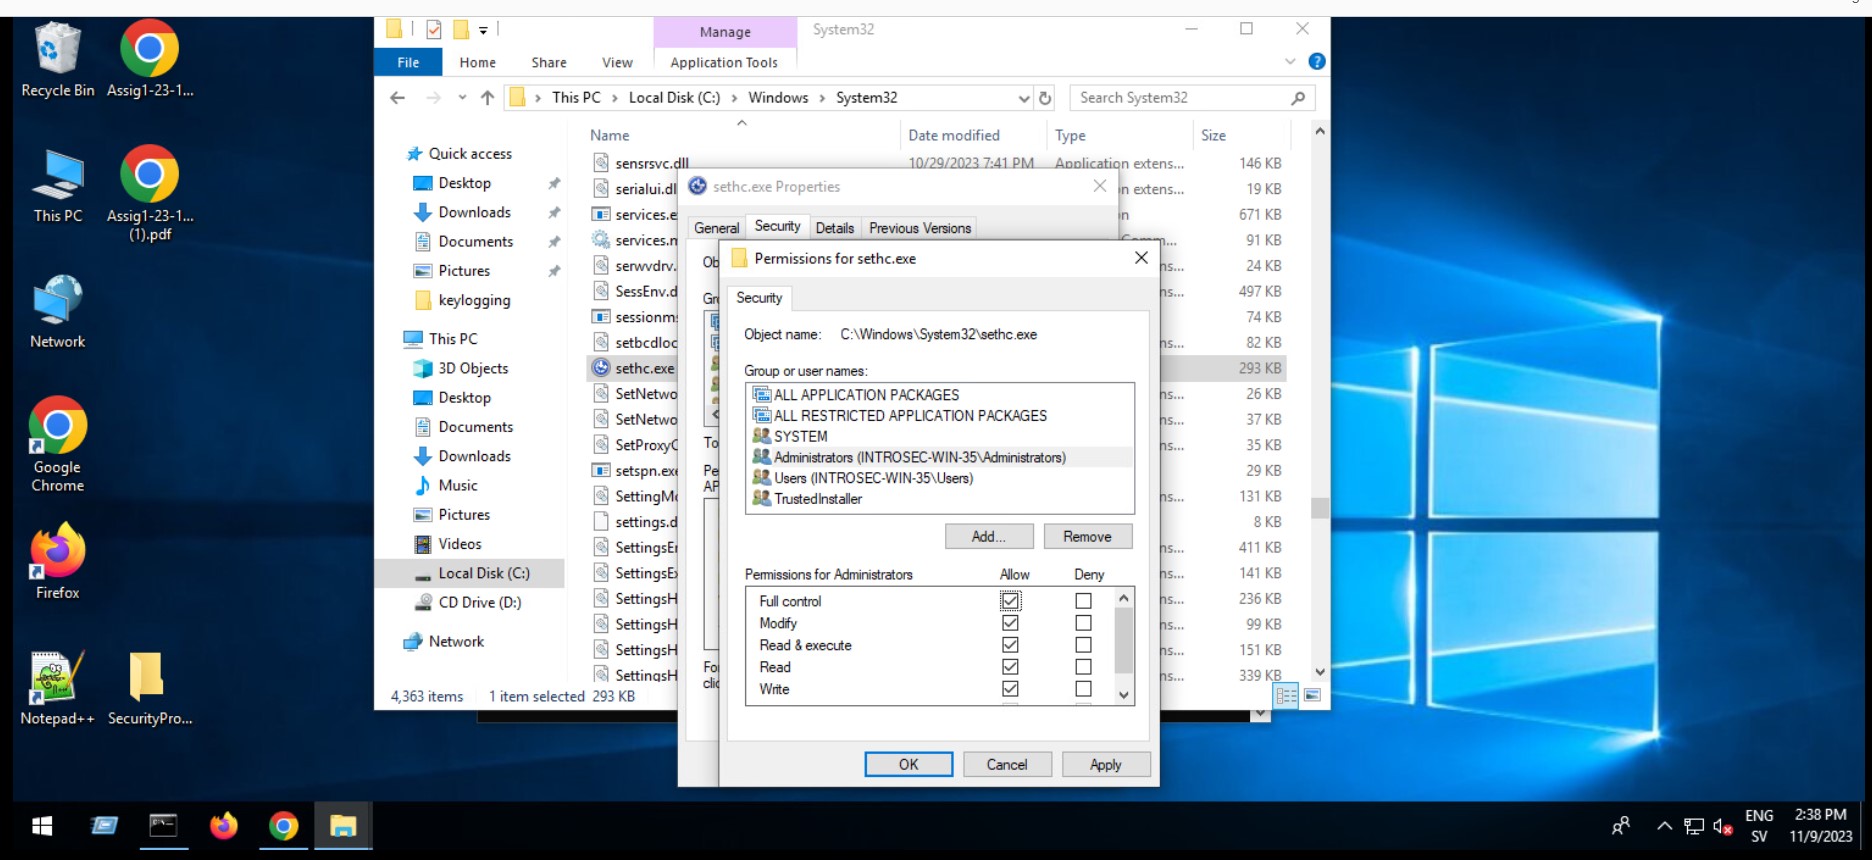 Manage
System32
File
Home
Share
View
Application Tools
This PC
Local Disk (C:)
Windows
System32
Search System32
Name
Date modified
Type
Size
Quick access
Desktop
Downloads
Documents
Pictures
keylogging
This PC
3D Objects
Desktop
Documents
Downloads
Music
Pictures
Videos
Local Disk (C:)
CD Drive (D:)
Network
sensrsvc.dll 10/29/2023 7:41 PM Application extens... 146 KB
serialui.dl n extens... 19 KB
services.e n 671 KB
services.m Comm... 91 KB
serwvdrv. ns... 24 KB
SessEnv.d ns... 497 KB
sessionms 74 KB
setbcdloc ns... 82 KB
sethc.exe 293 KB
SetNetwo ns... 26 KB
SetNetwo ns... 37 KB
SetProxyC ns... 35 KB
setspn.exe 29 KB
SettingMo ns... 131 KB
settings.d 8 KB
SettingsEn ns... 411 KB
SettingsEx ns... 141 KB
SettingsH ns... 236 KB
SettingsH ns... 99 KB
SettingsH ns... 151 KB
SettingsH ns... 339 KB
4,363 items 1 item selected 293 KB
sethc.exe Properties
General
Security
Details
Previous Versions
Ob
Gro
To
Pe
AP
Fo
clic
Permissions for sethc.exe
Security
Object name: C:\Windows\System32\sethc.exe
Group or user names:
ALL APPLICATION PACKAGES
ALL RESTRICTED APPLICATION PACKAGES
SYSTEM
Administrators (INTROSEC-WIN-35\Administrators)
Users (INTROSEC-WIN-35\Users)
TrustedInstaller
Add...
Remove
Permissions for Administrators Allow Deny
Full control
Modify
Read & execute
Read
Write
OK
Cancel
Apply
Recycle Bin
Assig1-23-1...
This PC
Assig1-23-1...
(1).pdf
Network
Google
Chrome
Firefox
Notepad++
SecurityPro...
ENG
SV
2:38 PM
11/9/2023